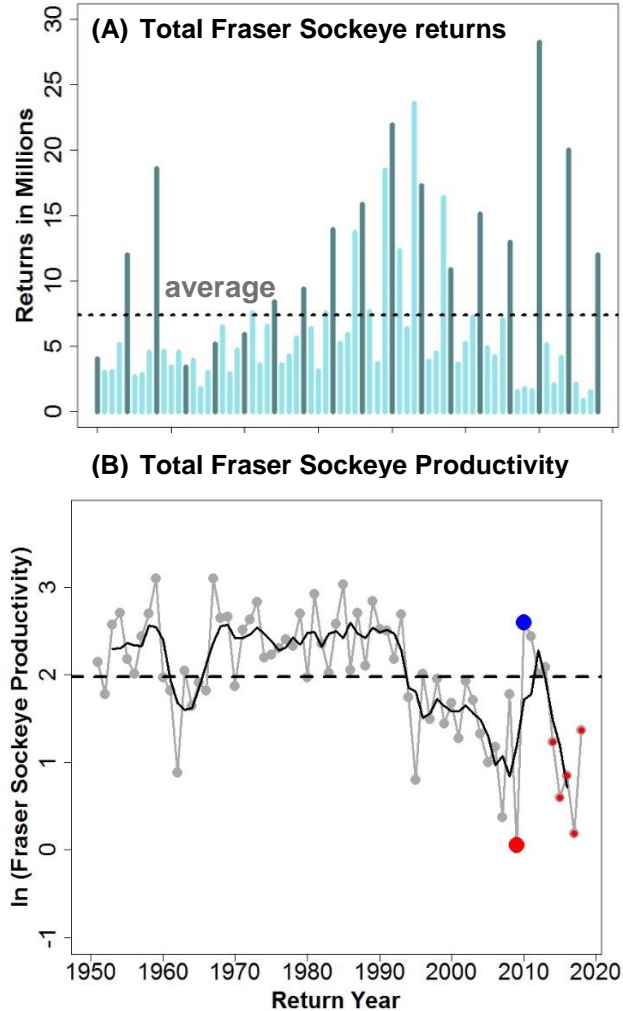 (A) Total Fraser Sockeye returns
Returns in Millions
30
25
20
15
10
5
0
average
(B) Total Fraser Sockeye Productivity
ln (Fraser Sockeye Productivity)
3
2
1
0
-1
1950 1960 1970 1980 1990 2000 2010 2020
Return Year